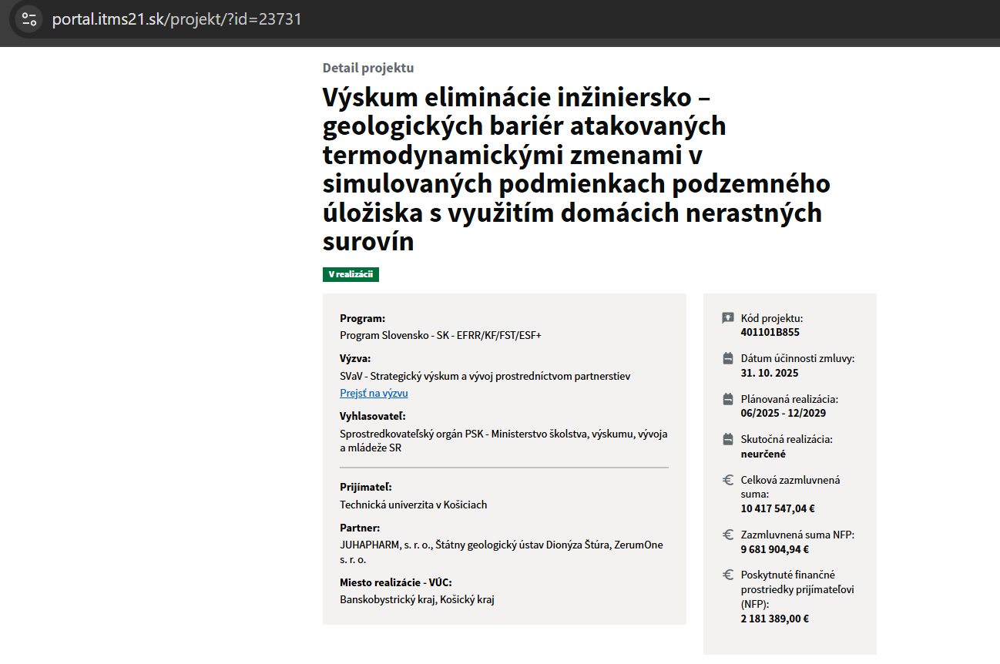 portal.itms21.sk/projekt/?id=23731
Detail projektu
Výskum eliminácie inžiniersko –
geologických bariér atakovaných
termodynamickými zmenami v
simulovaných podmienkach podzemného
úložiska s využitím domácich nerastných
surovín
V realizácii
Program:
Program Slovensko - SK - EFRR/KF/FST/ESF+
Výzva:
SVaV - Strategický výskum a vývoj prostredníctvom partnerstiev
Prejsť na výzvu
Vyhlasovateľ:
Sprostredkovateľský orgán PSK - Ministerstvo školstva, výskumu, vývoja
a mládeže SR
Prijímateľ:
Technická univerzita v Košiciach
Partner:
JUHAPHARM, s. r. o., Štátny geologický ústav Dionýza Štúra, ZerumOne
s. r. o.
Miesto realizácie - VÚC:
Banskobystrický kraj, Košický kraj
Kód projektu:
401101B855
Dátum účinnosti zmluvy:
31. 10. 2025
Plánovaná realizácia:
06/2025 - 12/2029
Skutočná realizácia:
neurčené
Celková zazmluvnená
suma:
10 417 547,04 €
Zazmluvnená suma NFP:
9 681 904,94 €
Poskytnuté finančné
prostriedky prijímateľovi
(NFP):
2 181 389,00 €